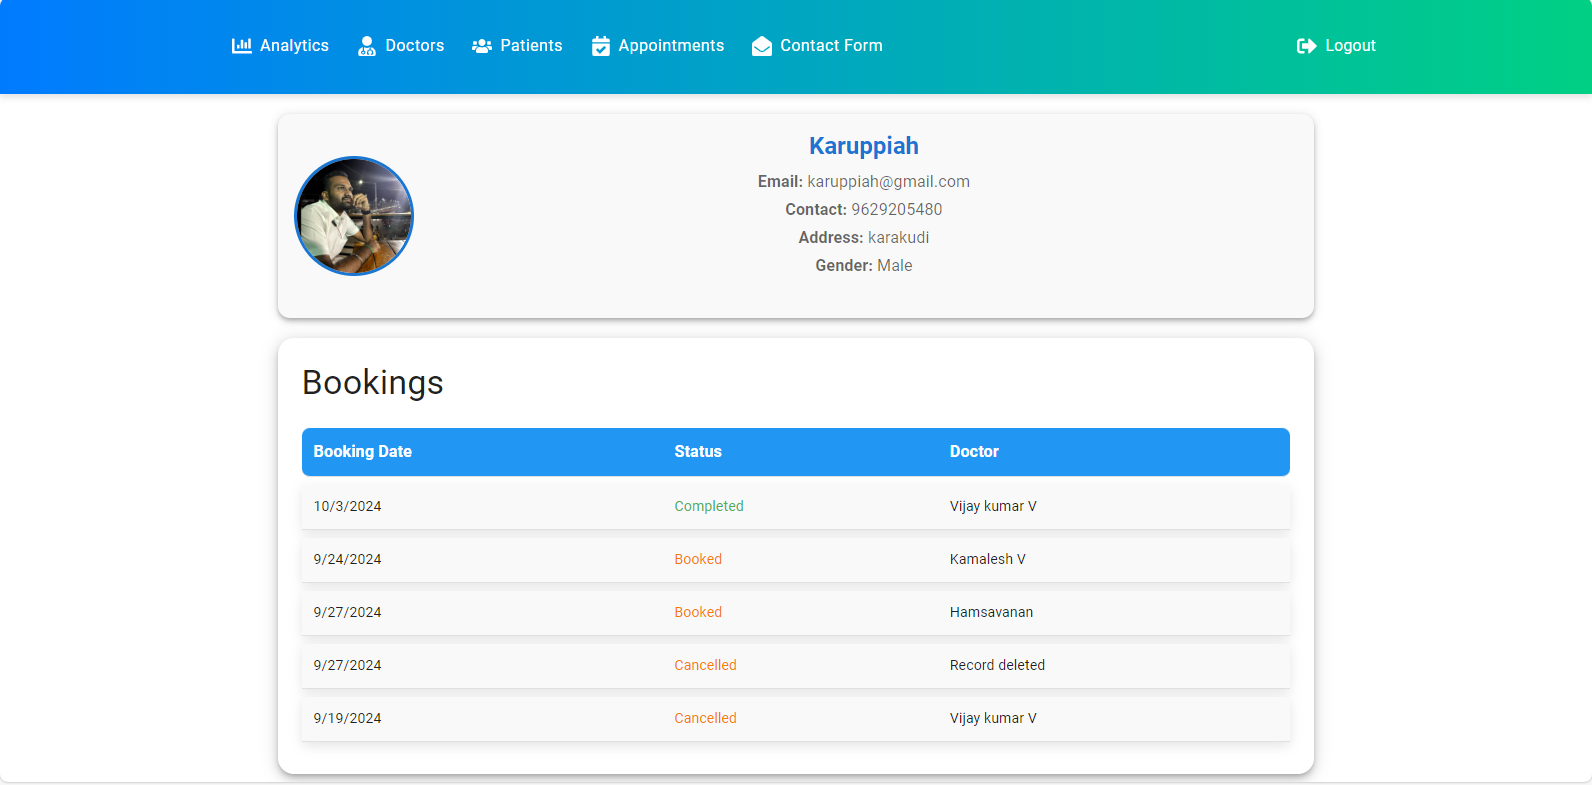 Analytics Doctors Patients Appointments Contact Form Logout
Karuppiah
Email: karuppiah@gmail.com
Contact: 9629205480
Address: karakudi
Gender: Male
Bookings
Booking Date Status Doctor
10/3/2024 Completed Vijay kumar V
9/24/2024 Booked Kamalesh V
9/27/2024 Booked Hamsavanan
9/27/2024 Cancelled Record deleted
9/19/2024 Cancelled Vijay kumar V